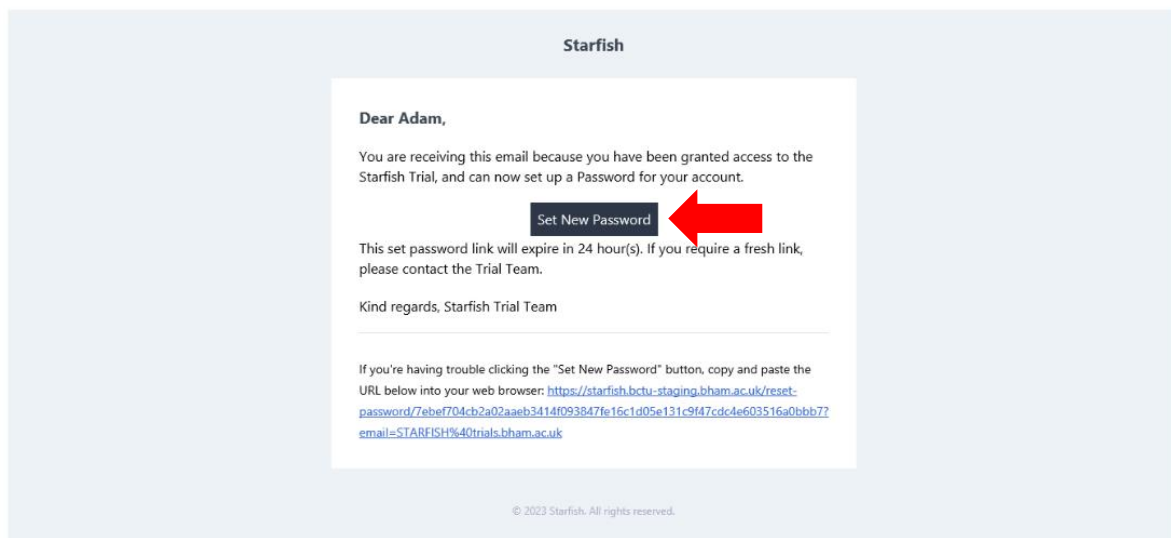 Starfish
Dear Adam,
You are receiving this email because you have been granted access to the
Starfish Trial, and can now set up a Password for your account.
Set New Password
This set password link will expire in 24 hour(s). If you require a fresh link,
please contact the Trial Team.
Kind regards, Starfish Trial Team
If you're having trouble clicking the "Set New Password" button, copy and paste the
URL below into your web browser: https://starfish.bctu-staging.bham.ac.uk/reset-
password/7ebef704cb2a02aaeb3414f093847fe16c1d05e131c9f47cdc4e603516a0bbb7?
email=STARFISH%40trials.bham.ac.uk
© 2023 Starfish. All rights reserved.